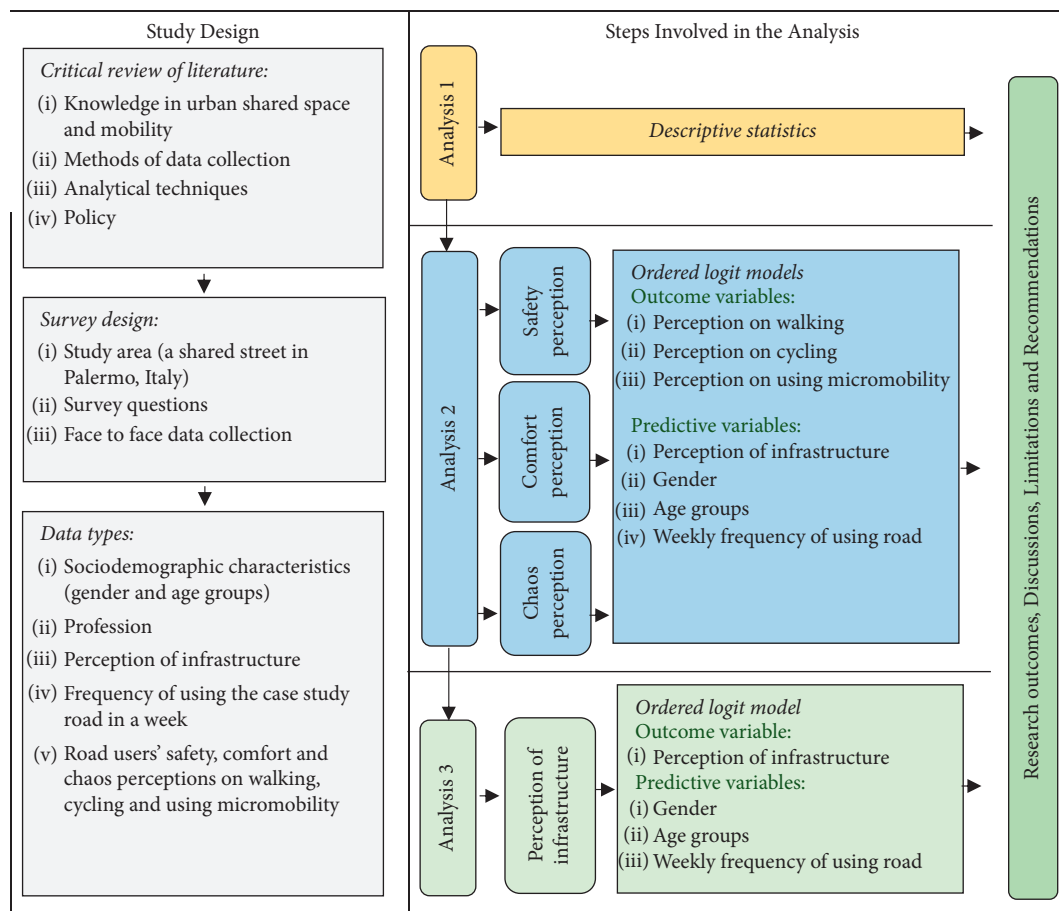 Study Design
Critical review of literature:
(i) Knowledge in urban shared space
and mobility
(ii) Methods of data collection
(iii) Analytical techniques
(iv) Policy
Survey design:
(i) Study area (a shared street in
Palermo, Italy)
(ii) Survey questions
(iii) Face to face data collection
Data types:
(i) Sociodemographic characteristics
(gender and age groups)
(ii) Profession
(iii) Perception of infrastructure
(iv) Frequency of using the case study
road in a week
(v) Road users’ safety, comfort and
chaos perceptions on walking,
cycling and using micromobility
Steps Involved in the Analysis
Analysis 1
Descriptive statistics
Analysis 2
Safety
perception
Comfort
perception
Chaos
perception
Ordered logit models
Outcome variables:
(i) Perception on walking
(ii) Perception on cycling
(iii) Perception on using micromobility
Predictive variables:
(i) Perception of infrastructure
(ii) Gender
(iii) Age groups
(iv) Weekly frequency of using road
Analysis 3
Perception of
infrastructure
Ordered logit model
Outcome variable:
(i) Perception of infrastructure
Predictive variables:
(i) Gender
(ii) Age groups
(iii) Weekly frequency of using road
Research outcomes, Discussions, Limitations and Recommendations